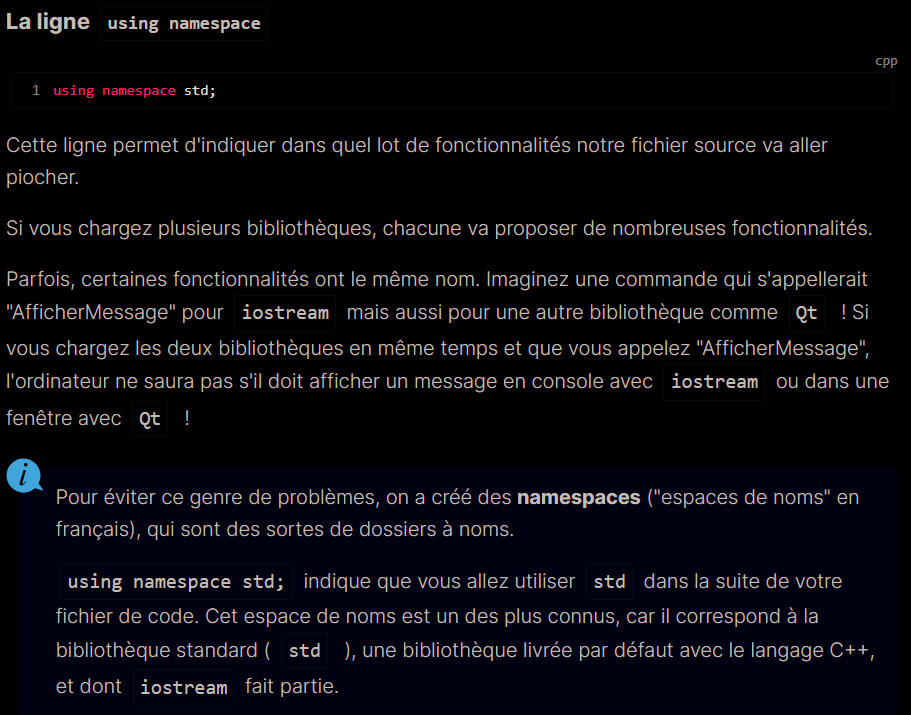 La ligne using namespace
cpp
1 using namespace std;
Cette ligne permet d'indiquer dans quel lot de fonctionnalités notre fichier source va aller
piocher.
Si vous chargez plusieurs bibliothèques, chacune va proposer de nombreuses fonctionnalités.
Parfois, certaines fonctionnalités ont le même nom. Imaginez une commande qui s'appellerait
"AfficherMessage" pour iostream mais aussi pour une autre bibliothèque comme Qt ! Si
vous chargez les deux bibliothèques en même temps et que vous appelez "AfficherMessage",
l'ordinateur ne saura pas s'il doit afficher un message en console avec iostream ou dans une
fenêtre avec Qt !
i
Pour éviter ce genre de problèmes, on a créé des namespaces ("espaces de noms" en
français), qui sont des sortes de dossiers à noms.
using namespace std; indique que vous allez utiliser std dans la suite de votre
fichier de code. Cet espace de noms est un des plus connus, car il correspond à la
bibliothèque standard ( std ), une bibliothèque livrée par défaut avec le langage C++,
et dont iostream fait partie.